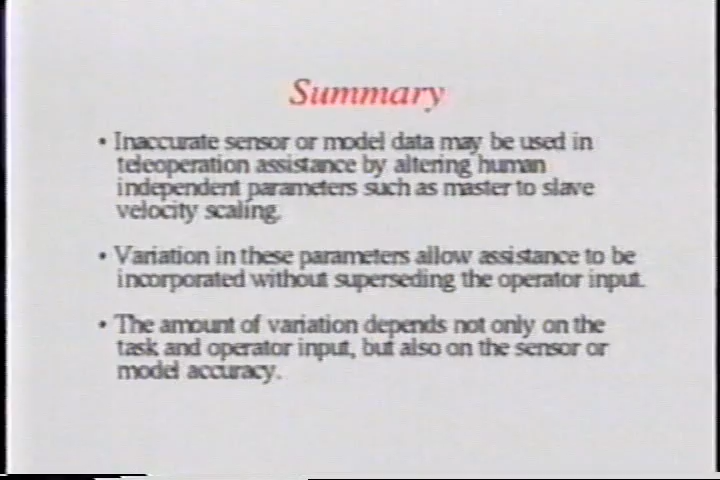 Summary
• Inaccurate sensor or model data may be used in
teleoperation assistance by altering human
independent parameters such as master to slave
velocity scaling.
• Variation in these parameters allow assistance to be
incorporated without superseding the operator input.
• The amount of variation depends not only on the
task and operator input, but also on the sensor or
model accuracy.